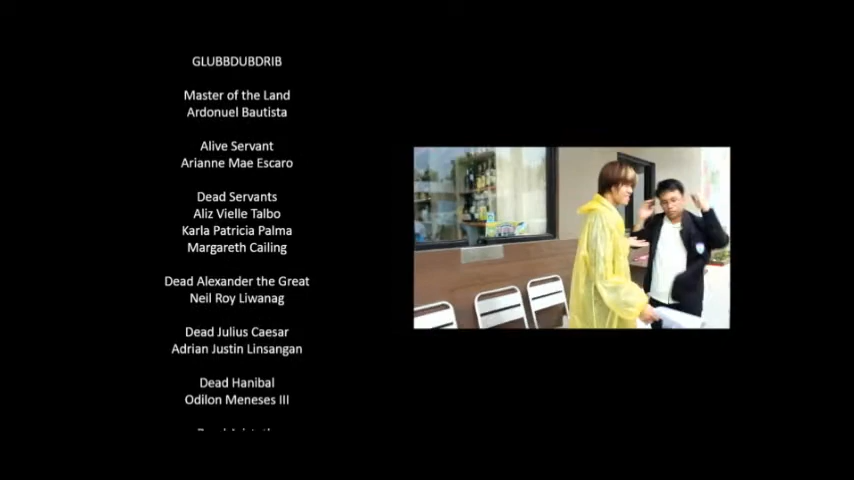 GLUBBDUBDRIB
Master of the Land
Ardonuel Bautista
Alive Servant
Arianne Mae Escaro
Dead Servants
Aliz Vielle Talbo
Karla Patricia Palma
Margareth Cailing
Dead Alexander the Great
Neil Roy Liwanag
Dead Julius Caesar
Adrian Justin Linsangan
Dead Hanibal
Odilon Meneses III